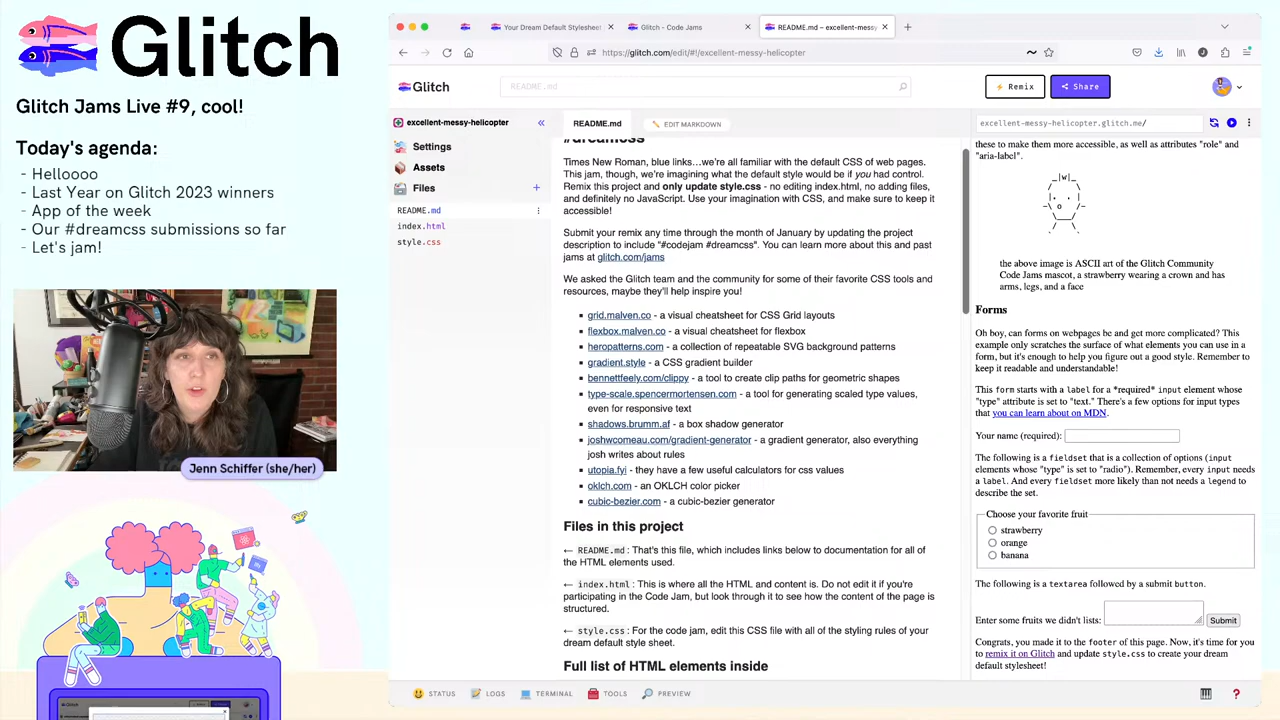 Glitch
Glitch Jams Live #9, cool!
Today's agenda:
- Helloooo
- Last Year on Glitch 2023 winners
- App of the week
- Our #dreamcss submissions so far
- Let's jam!
Jenn Schiffer (she/her)
Your Dream Default Stylesheet
Glitch - Code Jams
README.md – excellent-messy-
https://glitch.com/edit/#!/excellent-messy-helicopter
Glitch
README.md
Remix
Share
excellent-messy-helicopter
README.md
EDIT MARKDOWN
excellent-messy-helicopter.glitch.me/
Settings
Assets
Files
README.md
index.html
style.css
#dreamcss
Times New Roman, blue links…we're all familiar with the default CSS of web pages.
This jam, though, we're imagining what the default style would be if you had control.
Remix this project and only update style.css - no editing index.html, no adding files,
and definitely no JavaScript. Use your imagination with CSS, and make sure to keep it
accessible!
Submit your remix any time through the month of January by updating the project
description to include "#codejam #dreamcss". You can learn more about this and past
jams at glitch.com/jams
We asked the Glitch team and the community for some of their favorite CSS tools and
resources, maybe they'll help inspire you!
grid.malven.co - a visual cheatsheet for CSS Grid layouts
flexbox.malven.co - a visual cheatsheet for flexbox
heropatterns.com - a collection of repeatable SVG background patterns
gradient.style - a CSS gradient builder
bennettfeely.com/clippy - a tool to create clip paths for geometric shapes
type-scale.spencermortensen.com - a tool for generating scaled type values,
even for responsive text
shadows.brumm.af - a box shadow generator
joshwcomeau.com/gradient-generator - a gradient generator, also everything
josh writes about rules
utopia.fyi - they have a few useful calculators for css values
oklch.com - an OKLCH color picker
cubic-bezier.com - a cubic-bezier generator
Files in this project
← README.md: That's this file, which includes links below to documentation for all of
the HTML elements used.
← index.html: This is where all the HTML and content is. Do not edit it if you're
participating in the Code Jam, but look through it to see how the content of the page is
structured.
← style.css: For the code jam, edit this CSS file with all of the styling rules of your
dream default style sheet.
Full list of HTML elements inside
these to make them more accessible, as well as attributes "role" and
"aria-label".
the above image is ASCII art of the Glitch Community
Code Jams mascot, a strawberry wearing a crown and has
arms, legs, and a face
Forms
Oh boy, can forms on webpages be and get more complicated? This
example only scratches the surface of what elements you can use in a
form, but it's enough to help you figure out a good style. Remember to
keep it readable and understandable!
This form starts with a label for a *required* input element whose
"type" attribute is set to "text." There's a few options for input types
that you can learn about on MDN.
Your name (required):
The following is a fieldset that is a collection of options (input
elements whose "type" is set to "radio"). Remember, every input needs
a label. And every fieldset more likely than not needs a legend to
describe the set.
Choose your favorite fruit
strawberry
orange
banana
The following is a textarea followed by a submit button.
Enter some fruits we didn't lists:
Submit
Congrats, you made it to the footer of this page. Now, it's time for you
to remix it on Glitch and update style.css to create your dream
default stylesheet!
STATUS
LOGS
TERMINAL
TOOLS
PREVIEW
?